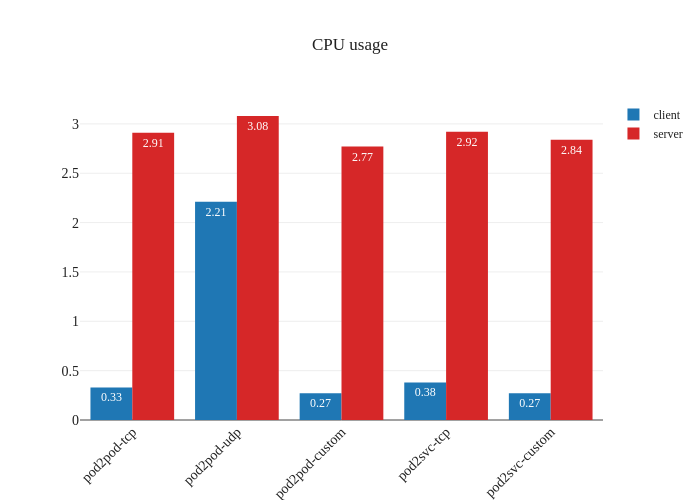 CPU usage
client
server
3
2.5
2
1.5
1
0.5
0
0.33
2.91
2.21
3.08
0.27
2.77
0.38
2.92
0.27
2.84
pod2pod-tcp
pod2pod-udp
pod2pod-custom
pod2svc-tcp
pod2svc-custom